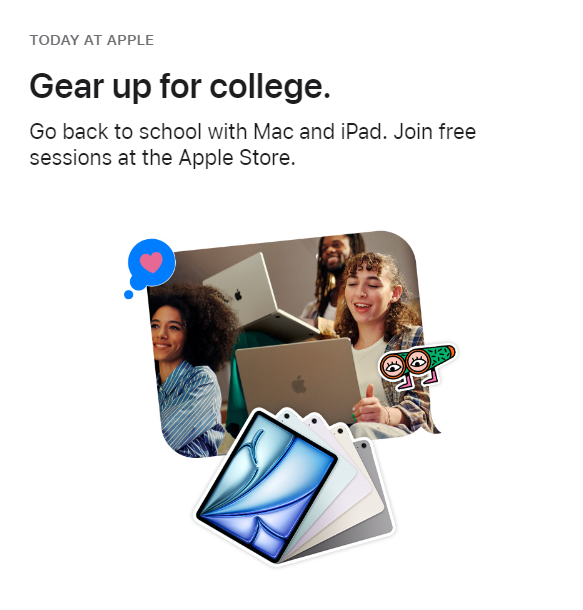 TODAY AT APPLE
Gear up for college.
Go back to school with Mac and iPad. Join free
sessions at the Apple Store.